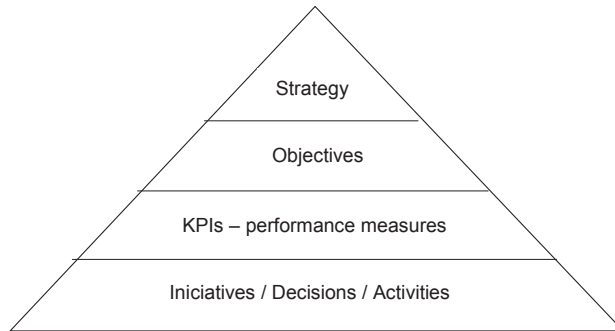 Strategy
Objectives
KPIs – performance measures
Iniciatives / Decisions / Activities